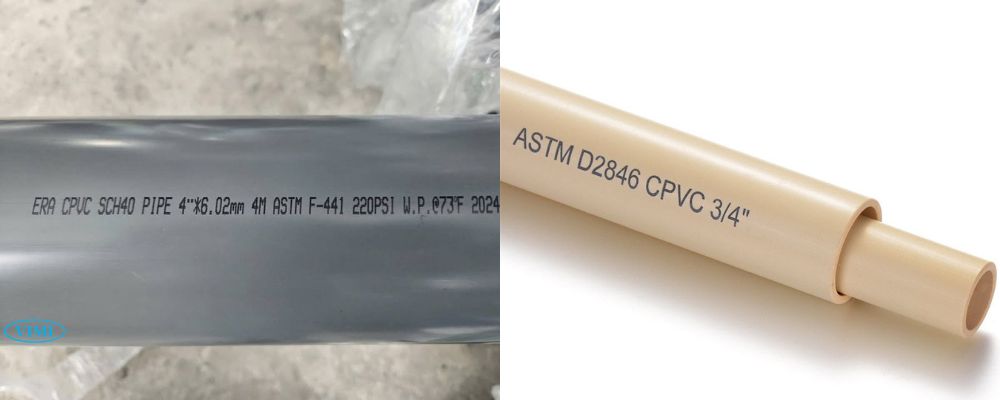 ERA CPVC SCH40 PIPE 4"*6.02mm 4M ASTM F-441 220PSI W.P.@73°F 2024
ASTM D2846 CPVC 3/4"